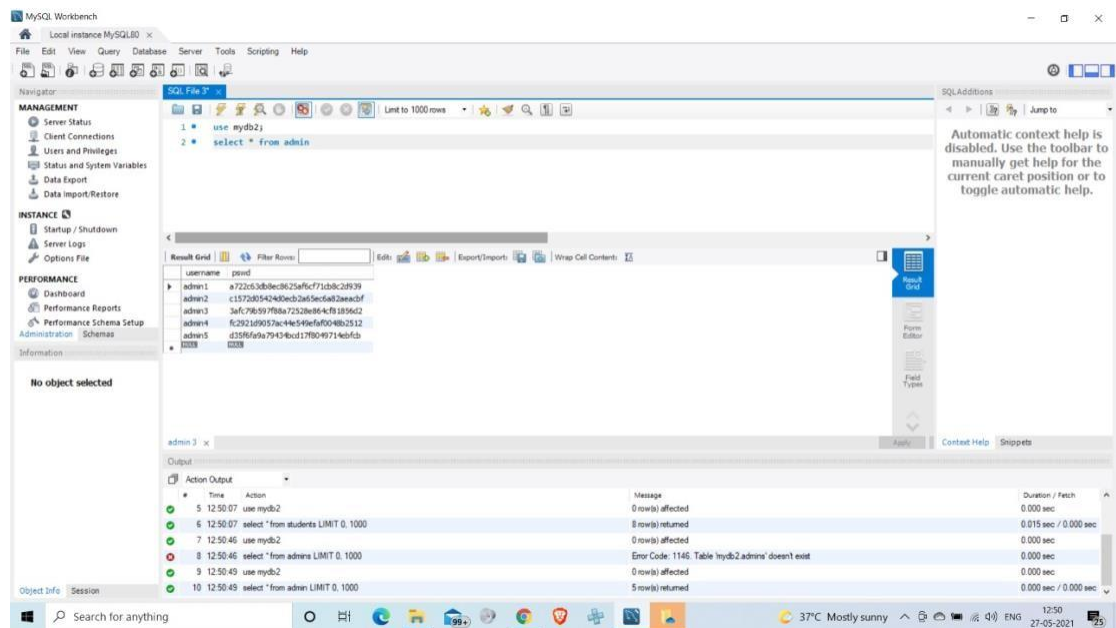 MySQL Workbench
Local instance MySQL80 ×
File Edit View Query Database Server Tools Scripting Help
Navigator
MANAGEMENT
Server Status
Client Connections
Users and Privileges
Status and System Variables
Data Export
Data Import/Restore
INSTANCE
Startup / Shutdown
Server Logs
Options File
PERFORMANCE
Dashboard
Performance Reports
Performance Schema Setup
Administration Schemas
Information
No object selected
Object Info Session
SQL File 3* ×
Limit to 1000 rows
1 use mydb2;
2 select * from admin
Result Grid Filter Rows: Edit: Export/Import: Wrap Cell Content:
username pswd
admin1 a722c63db8ec8625af6cf71cb8c2d939
admin2 c1572d05424d0ecb2a65ec6a82aeacbf
admin3 3afc79b597f88a72528e864cf81856d2
admin4 fc2921d9057ac44e549efaf0048b2512
admin5 d35f6fa9a79434bcd17f8049714ebfcb
NULL NULL
Result Grid
Form Editor
Field Types
admin 3 ×
Apply
SQLAdditions
Jump to
Automatic context help is
disabled. Use the toolbar to
manually get help for the
current caret position or to
toggle automatic help.
Context Help Snippets
Output
Action Output
# Time Action Message Duration / Fetch
5 12:50:07 use mydb2 0 row(s) affected 0.000 sec
6 12:50:07 select * from students LIMIT 0, 1000 8 row(s) returned 0.015 sec / 0.000 sec
7 12:50:46 use mydb2 0 row(s) affected 0.000 sec
8 12:50:46 select * from admins LIMIT 0, 1000 Error Code: 1146. Table 'mydb2.admins' doesn't exist 0.000 sec
9 12:50:49 use mydb2 0 row(s) affected 0.000 sec
10 12:50:49 select * from admin LIMIT 0, 1000 5 row(s) returned 0.000 sec / 0.000 sec
Search for anything
99+
37°C Mostly sunny
ENG
12:50
27-05-2021
25